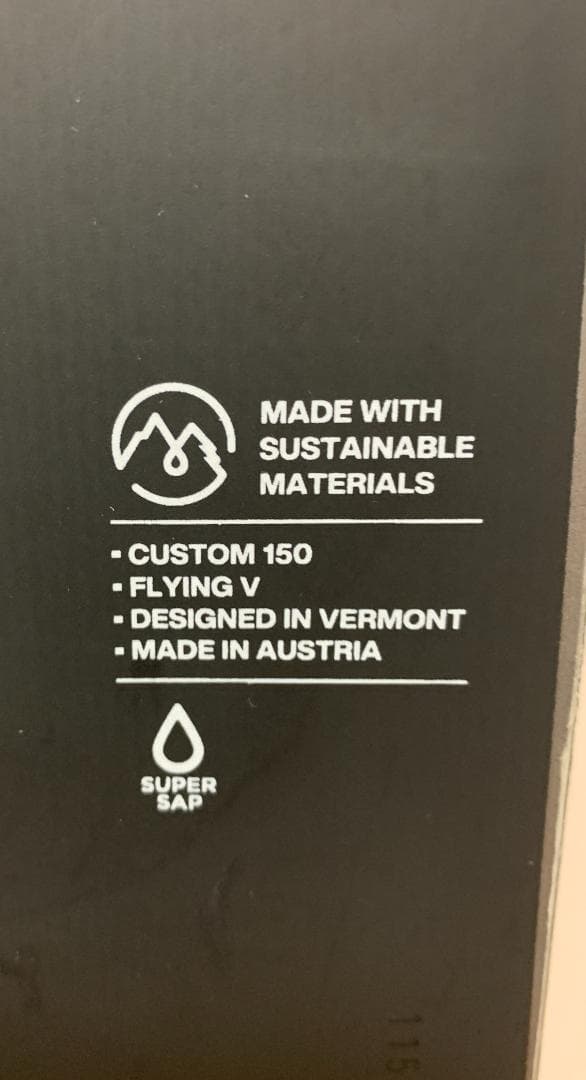 MADE WITH
SUSTAINABLE
MATERIALS
▪ CUSTOM 150
▪ FLYING V
▪ DESIGNED IN VERMONT
▪ MADE IN AUSTRIA
SUPER
SAP